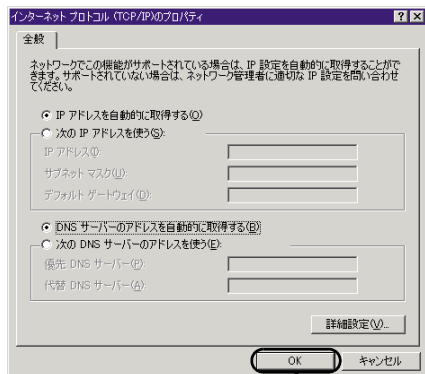 インターネット プロトコル (TCP/IP)のプロパティ
全般
ネットワークでこの機能がサポートされている場合は、IP 設定を自動的に取得することがで
きます。サポートされていない場合は、ネットワーク管理者に適切な IP 設定を問い合わせ
てください。
IP アドレスを自動的に取得する(O)
次の IP アドレスを使う(S):
IP アドレス(I):
サブネット マスク(U):
デフォルト ゲートウェイ(D):
DNS サーバーのアドレスを自動的に取得する(B)
次の DNS サーバーのアドレスを使う(E):
優先 DNS サーバー(P):
代替 DNS サーバー(A):
詳細設定(V)...
OK
キャンセル